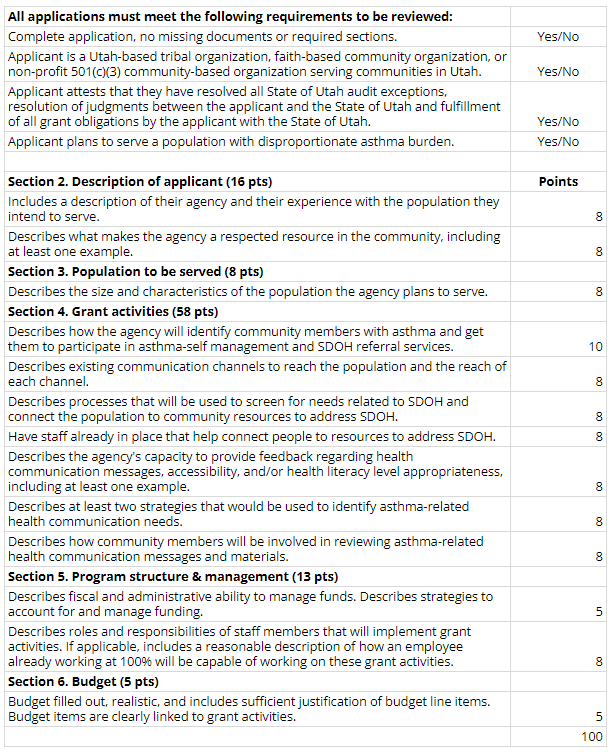 All applications must meet the following requirements to be reviewed:
Complete application, no missing documents or required sections. Yes/No
Applicant is a Utah-based tribal organization, faith-based community organization, or
non-profit 501(c)(3) community-based organization serving communities in Utah. Yes/No
Applicant attests that they have resolved all State of Utah audit exceptions,
resolution of judgments between the applicant and the State of Utah and fulfillment
of all grant obligations by the applicant with the State of Utah. Yes/No
Applicant plans to serve a population with disproportionate asthma burden. Yes/No
Section 2. Description of applicant (16 pts) Points
Includes a description of their agency and their experience with the population they
intend to serve. 8
Describes what makes the agency a respected resource in the community, including
at least one example. 8
Section 3. Population to be served (8 pts)
Describes the size and characteristics of the population the agency plans to serve. 8
Section 4. Grant activities (58 pts)
Describes how the agency will identify community members with asthma and get
them to participate in asthma-self management and SDOH referral services. 10
Describes existing communication channels to reach the population and the reach of
each channel. 8
Describes processes that will be used to screen for needs related to SDOH and
connect the population to community resources to address SDOH. 8
Have staff already in place that help connect people to resources to address SDOH. 8
Describes the agency's capacity to provide feedback regarding health
communication messages, accessibility, and/or health literacy level appropriateness,
including at least one example. 8
Describes at least two strategies that would be used to identify asthma-related
health communication needs. 8
Describes how community members will be involved in reviewing asthma-related
health communication messages and materials. 8
Section 5. Program structure & management (13 pts)
Describes fiscal and administrative ability to manage funds. Describes strategies to
account for and manage funding. 5
Describes roles and responsibilities of staff members that will implement grant
activities. If applicable, includes a reasonable description of how an employee
already working at 100% will be capable of working on these grant activities. 8
Section 6. Budget (5 pts)
Budget filled out, realistic, and includes sufficient justification of budget line items.
Budget items are clearly linked to grant activities. 5
100